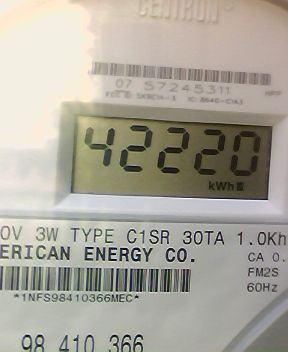 CENTRON
07 57245311
42220
kWh
0V 3W TYPE C1SR 30TA 1.0Kh
ERICAN ENERGY CO.
CA 0.
FM2S
*1NFS98410366MEC*
60Hz
98 410 366